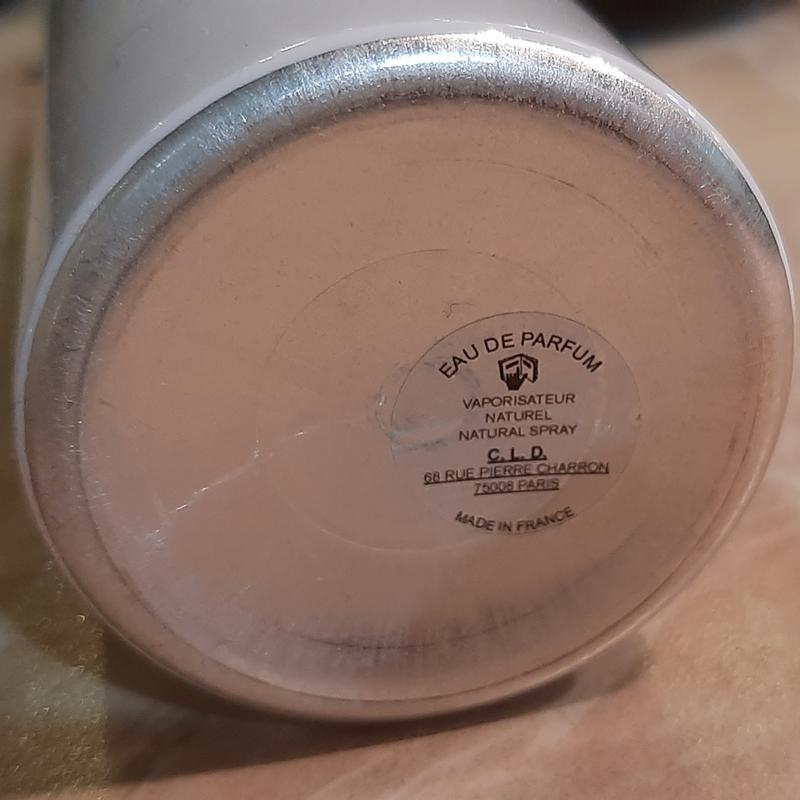 EAU DE PARFUM
VAPORISATEUR
NATUREL
NATURAL SPRAY
C. L. D.
68 RUE PIERRE CHARRON
75008 PARIS
MADE IN FRANCE